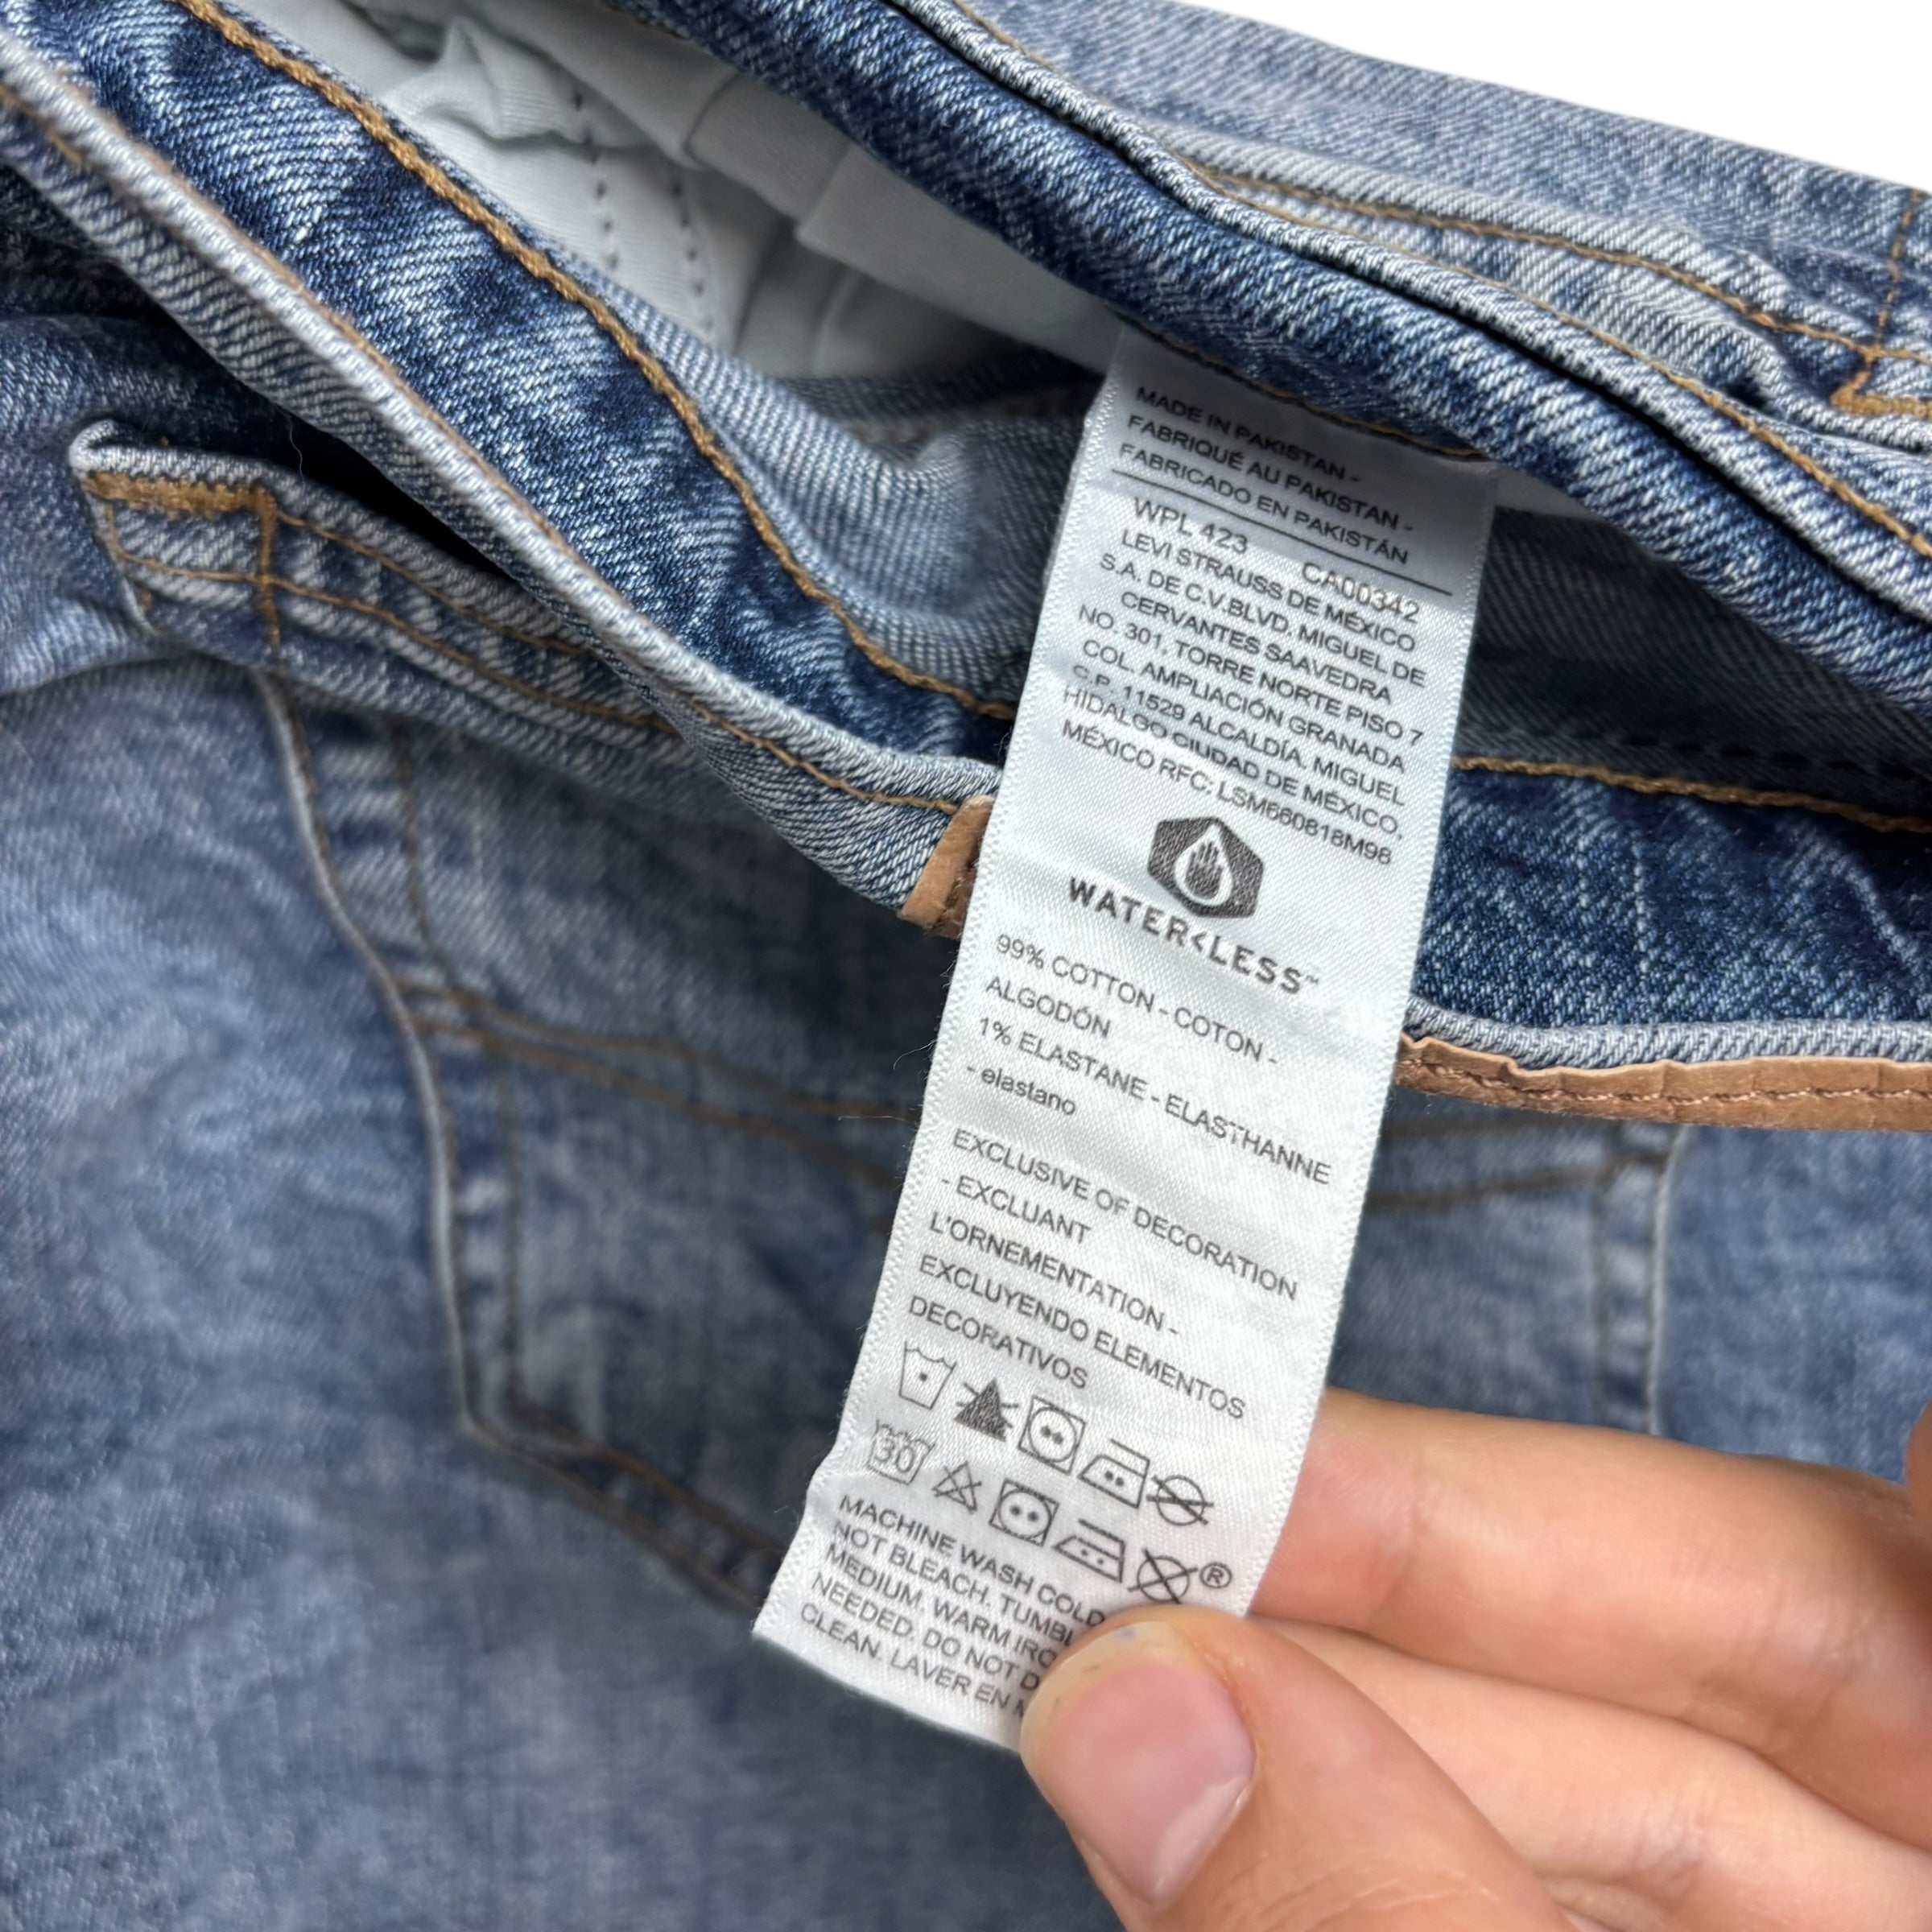 MADE IN PAKISTAN -
FABRIQUÉ AU PAKISTAN -
FABRICADO EN PAKISTÁN
WPL 423 CA00342
LEVI STRAUSS DE MÉXICO
S.A. DE C.V.BLVD. MIGUEL DE
CERVANTES SAAVEDRA
NO. 301, TORRE NORTE PISO 7
COL. AMPLIACIÓN GRANADA
C.P. 11529 ALCALDÍA. MIGUEL
HIDALGO CIUDAD DE MÉXICO,
MÉXICO RFC: LSM660818M98
WATER<LESS™
99% COTTON - COTON -
ALGODÓN
1% ELASTANE - ELASTHANNE
- elastano
EXCLUSIVE OF DECORATION
- EXCLUANT
L'ORNEMENTATION -
EXCLUYENDO ELEMENTOS
DECORATIVOS
30 ®
MACHINE WASH COLD
NOT BLEACH. TUMBL
MEDIUM. WARM IRO
NEEDED. DO NOT D
CLEAN. LAVER EN M